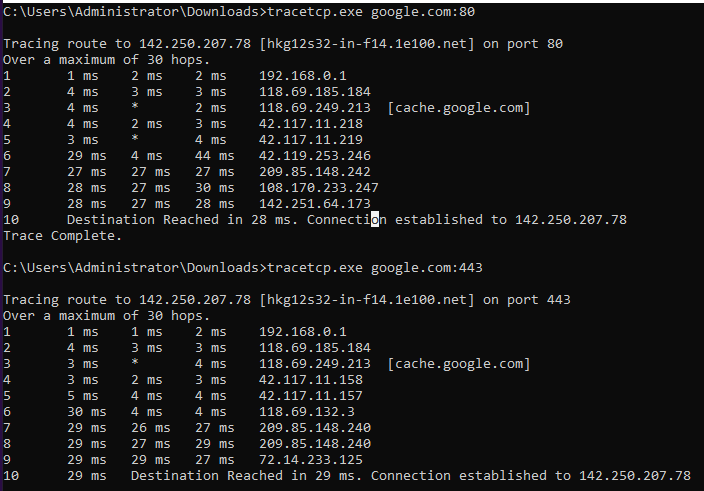 C:\Users\Administrator\Downloads>tracetcp.exe google.com:80
Tracing route to 142.250.207.78 [hkg12s32-in-f14.1e100.net] on port 80
Over a maximum of 30 hops.
1 1 ms 2 ms 2 ms 192.168.0.1
2 4 ms 3 ms 3 ms 118.69.185.184
3 4 ms * 2 ms 118.69.249.213 [cache.google.com]
4 4 ms 2 ms 3 ms 42.117.11.218
5 3 ms * 4 ms 42.117.11.219
6 29 ms 4 ms 44 ms 42.119.253.246
7 27 ms 27 ms 27 ms 209.85.148.242
8 28 ms 27 ms 30 ms 108.170.233.247
9 28 ms 27 ms 28 ms 142.251.64.173
10 Destination Reached in 28 ms. Connection established to 142.250.207.78
Trace Complete.
C:\Users\Administrator\Downloads>tracetcp.exe google.com:443
Tracing route to 142.250.207.78 [hkg12s32-in-f14.1e100.net] on port 443
Over a maximum of 30 hops.
1 1 ms 1 ms 2 ms 192.168.0.1
2 4 ms 3 ms 3 ms 118.69.185.184
3 3 ms * 4 ms 118.69.249.213 [cache.google.com]
4 3 ms 2 ms 3 ms 42.117.11.158
5 5 ms 4 ms 4 ms 42.117.11.157
6 30 ms 4 ms 4 ms 118.69.132.3
7 29 ms 26 ms 27 ms 209.85.148.240
8 29 ms 27 ms 29 ms 209.85.148.240
9 29 ms 29 ms 27 ms 72.14.233.125
10 29 ms Destination Reached in 29 ms. Connection established to 142.250.207.78